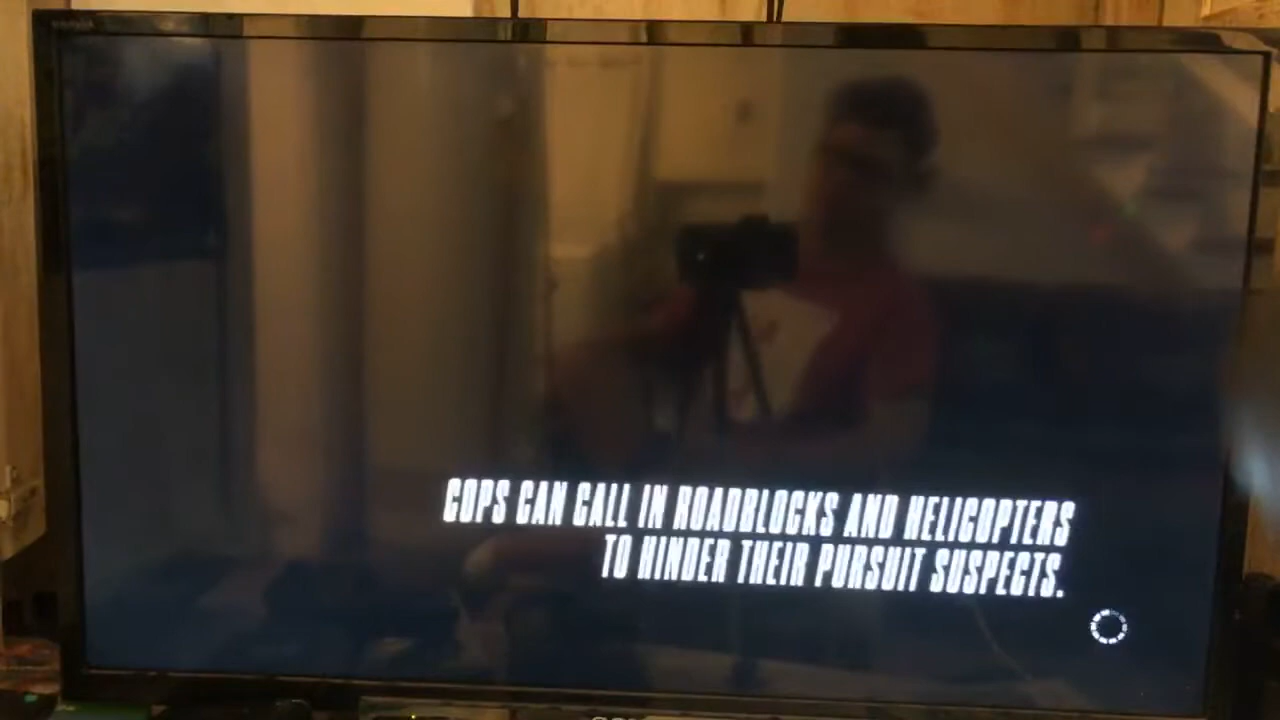 COPS CAN CALL IN ROADBLOCKS AND HELICOPTERS
TO HINDER THEIR PURSUIT SUSPECTS.